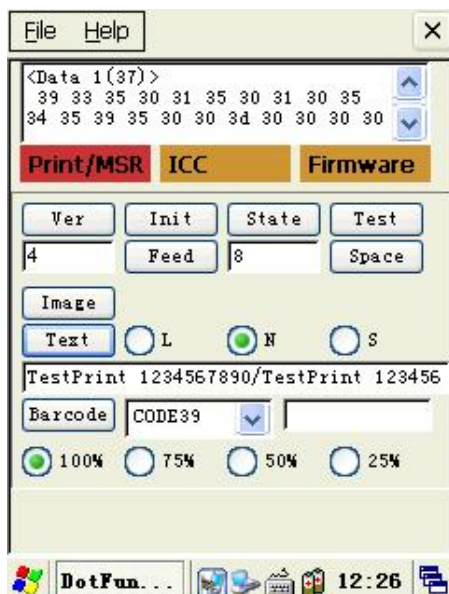 File Help
<Data 1(37)>
39 33 35 30 31 35 30 31 30 35
34 35 39 35 30 30 3d 30 30 30 30
Print/MSR ICC Firmware
Ver Init State Test
4 Feed 8 Space
Image
Text L N S
TestPrint 1234567890/TestPrint 123456
Barcode CODE39
100% 75% 50% 25%
DotFun... 12:26